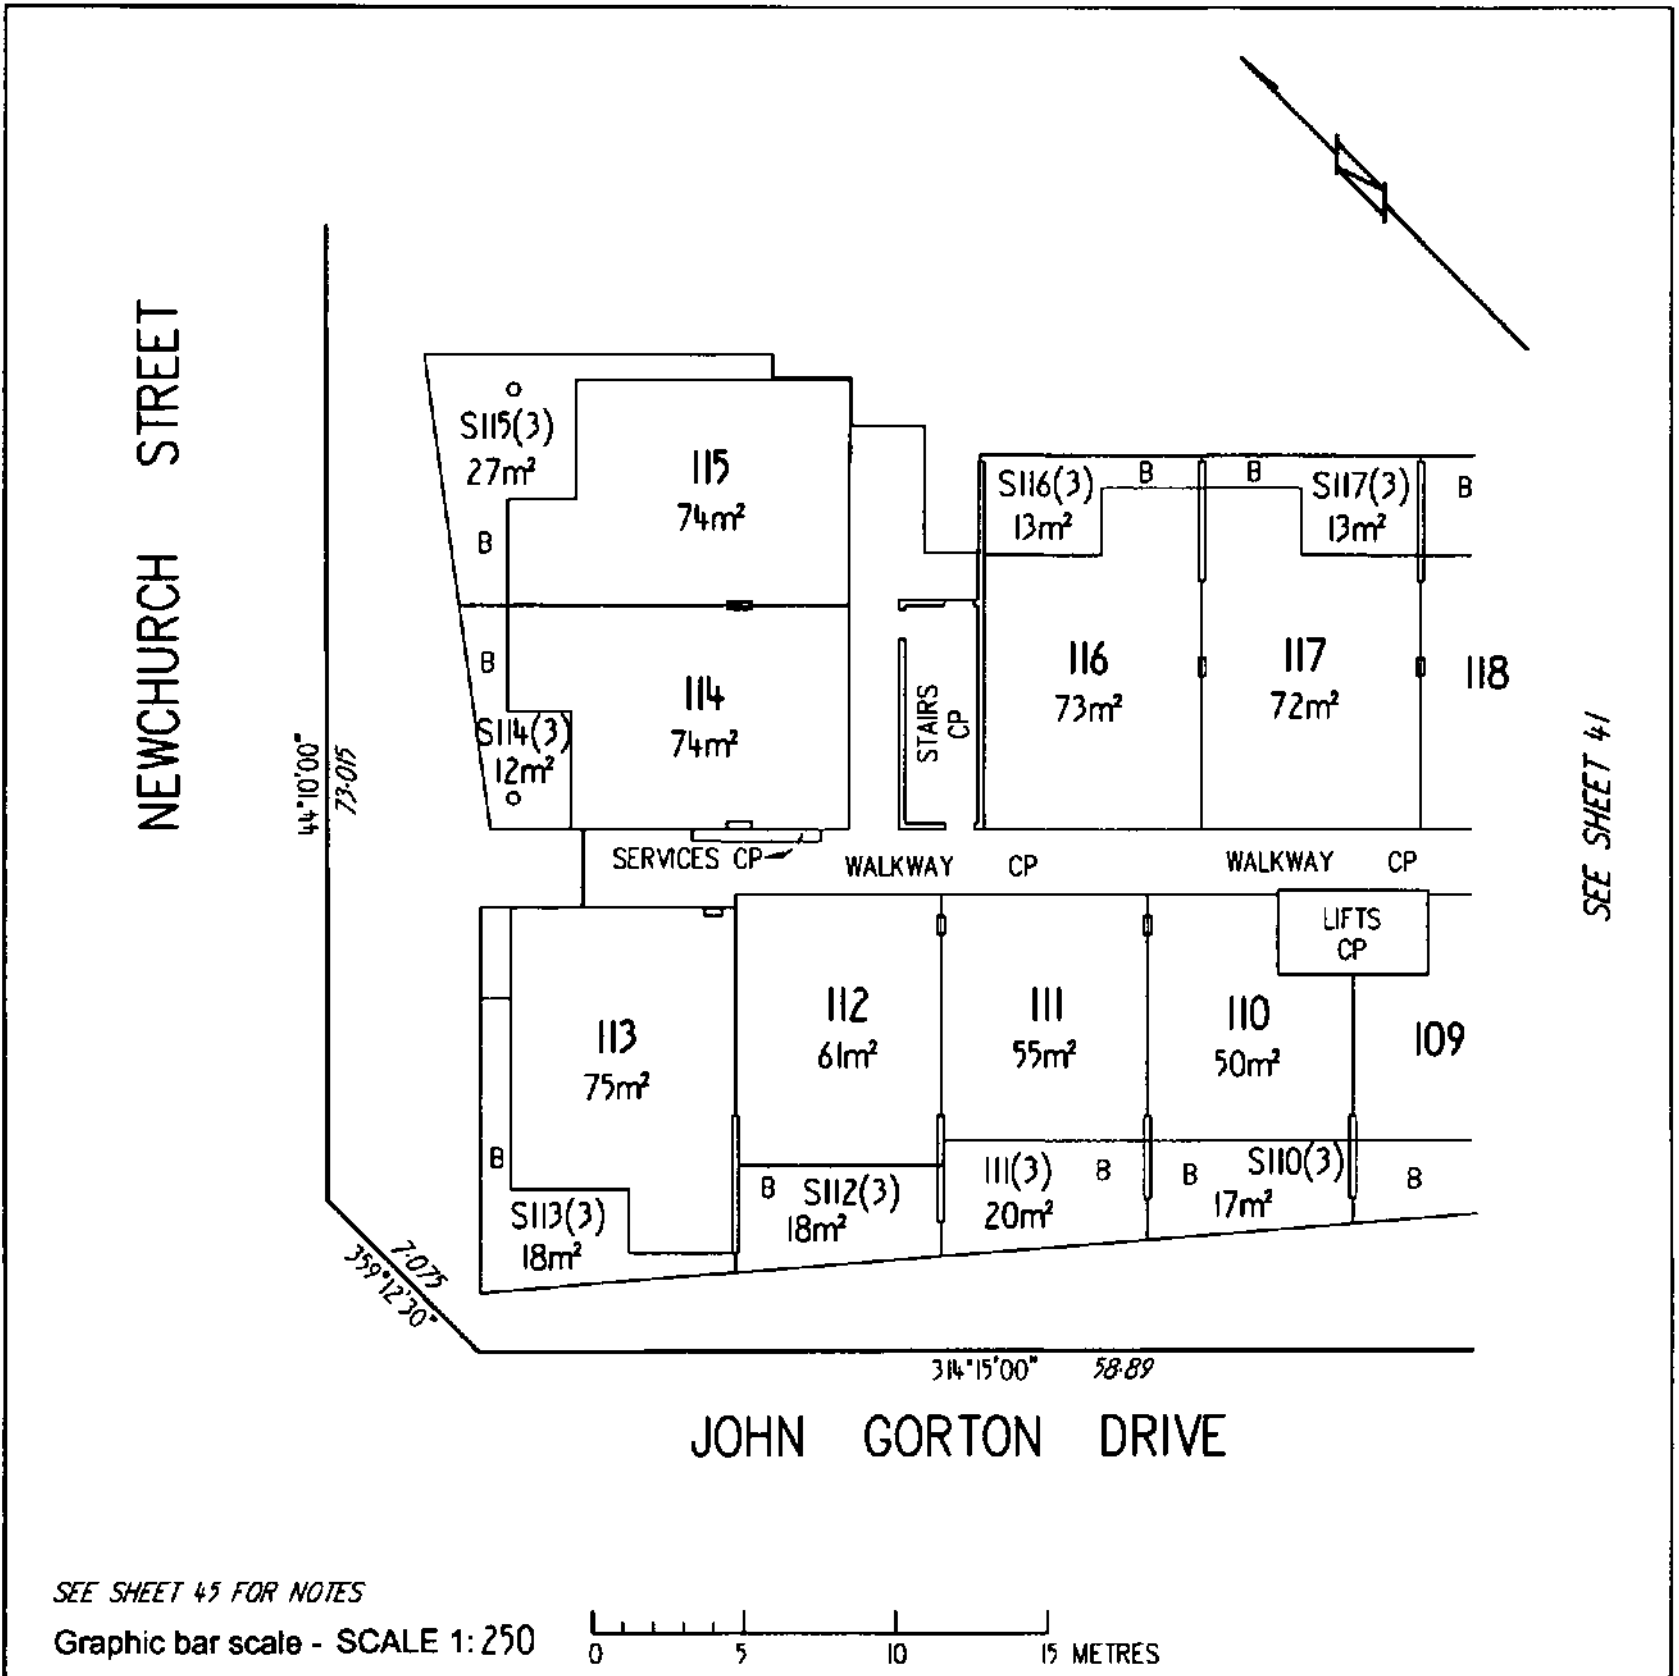 NEWCHURCH STREET
44°10'00"
73·015
S115(3)
27m²
B
115
74m²
B
S114(3)
12m²
114
74m²
SERVICES CP
STAIRS
CP
S116(3)
13m²
B
116
73m²
B
S117(3)
13m²
117
72m²
B
118
SEE SHEET 41
WALKWAY CP
WALKWAY CP
LIFTS
CP
113
75m²
B
S113(3)
18m²
112
61m²
B S112(3)
18m²
111
55m²
111(3) B
20m²
110
50m²
B S110(3)
17m²
109
B
7·075
359°12'30"
314°15'00" 58·89
JOHN GORTON DRIVE
SEE SHEET 45 FOR NOTES
Graphic bar scale - SCALE 1: 250
0 5 10 15 METRES